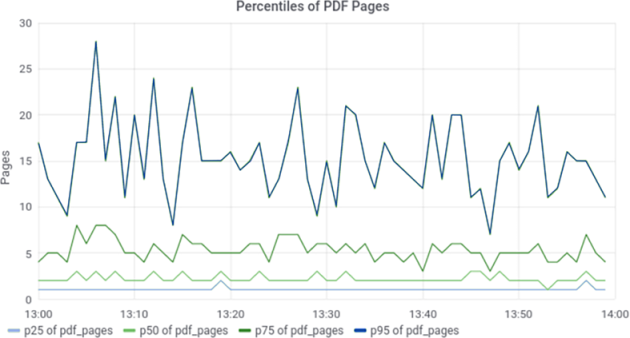 Percentiles of PDF Pages
30
25
20
15
10
5
0
Pages
13:00 13:10 13:20 13:30 13:40 13:50 14:00
p25 of pdf_pages p50 of pdf_pages p75 of pdf_pages p95 of pdf_pages